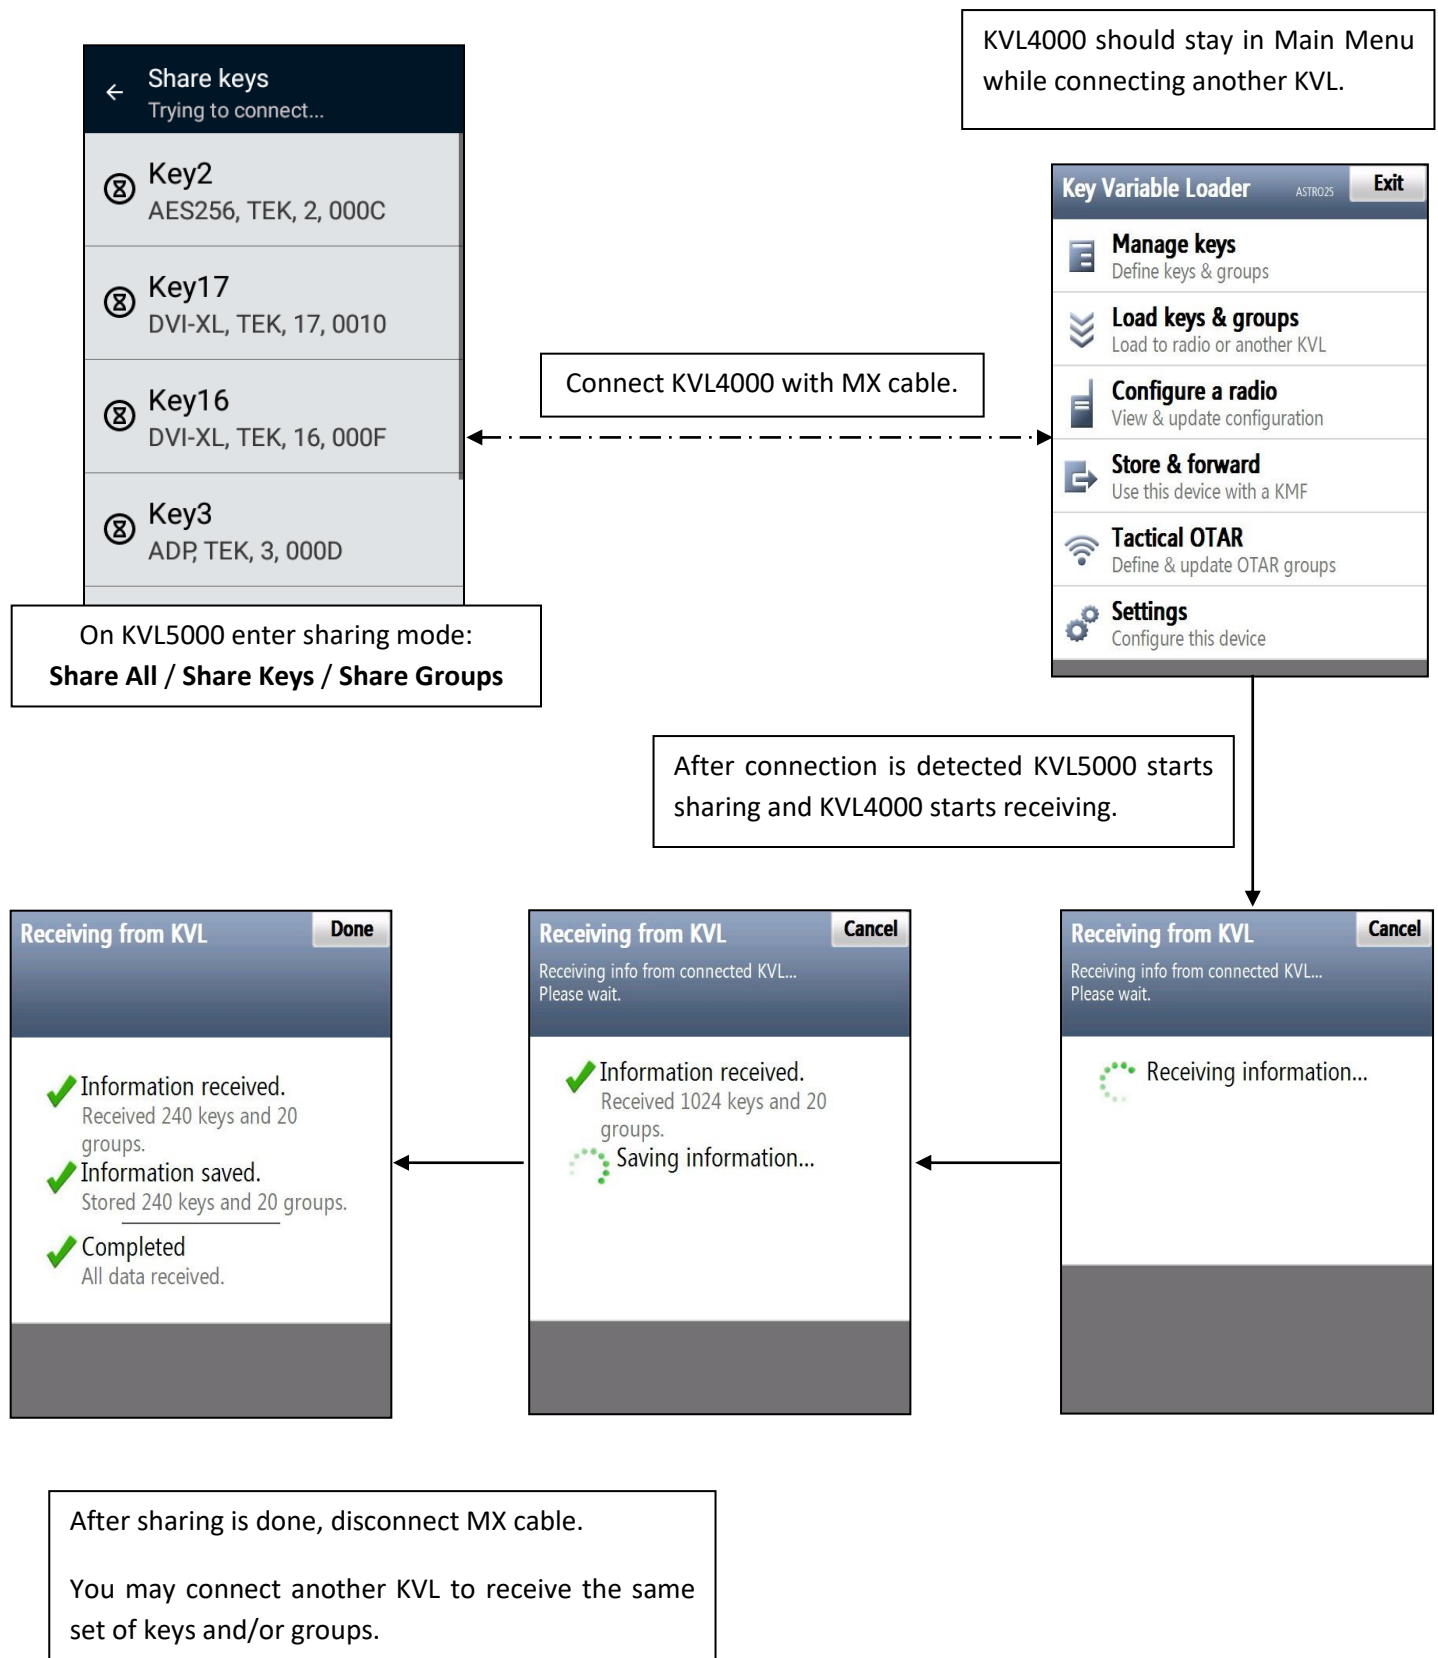 KVL4000 should stay in Main Menu
while connecting another KVL.
Share keys
Trying to connect...
Key2
AES256, TEK, 2, 000C
Key17
DVI-XL, TEK, 17, 0010
Key16
DVI-XL, TEK, 16, 000F
Key3
ADP, TEK, 3, 000D
On KVL5000 enter sharing mode:
Share All / Share Keys / Share Groups
Connect KVL4000 with MX cable.
Key Variable Loader ASTRO25 Exit
Manage keys
Define keys & groups
Load keys & groups
Load to radio or another KVL
Configure a radio
View & update configuration
Store & forward
Use this device with a KMF
Tactical OTAR
Define & update OTAR groups
Settings
Configure this device
After connection is detected KVL5000 starts
sharing and KVL4000 starts receiving.
Receiving from KVL Cancel
Receiving info from connected KVL...
Please wait.
Receiving information...
Receiving from KVL Cancel
Receiving info from connected KVL...
Please wait.
Information received.
Received 1024 keys and 20
groups.
Saving information...
Receiving from KVL Done
Information received.
Received 240 keys and 20
groups.
Information saved.
Stored 240 keys and 20 groups.
Completed
All data received.
After sharing is done, disconnect MX cable.
You may connect another KVL to receive the same
set of keys and/or groups.